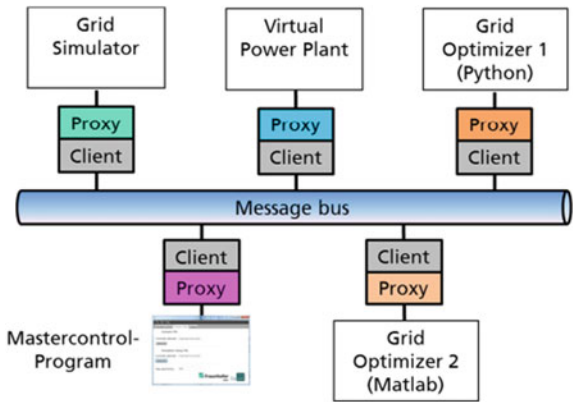 Grid
Simulator
Virtual
Power Plant
Grid
Optimizer 1
(Python)
Proxy
Proxy
Proxy
Client
Client
Client
Message bus
Client
Client
Proxy
Proxy
Mastercontrol-
Program
Fraunhofer
Grid
Optimizer 2
(Matlab)